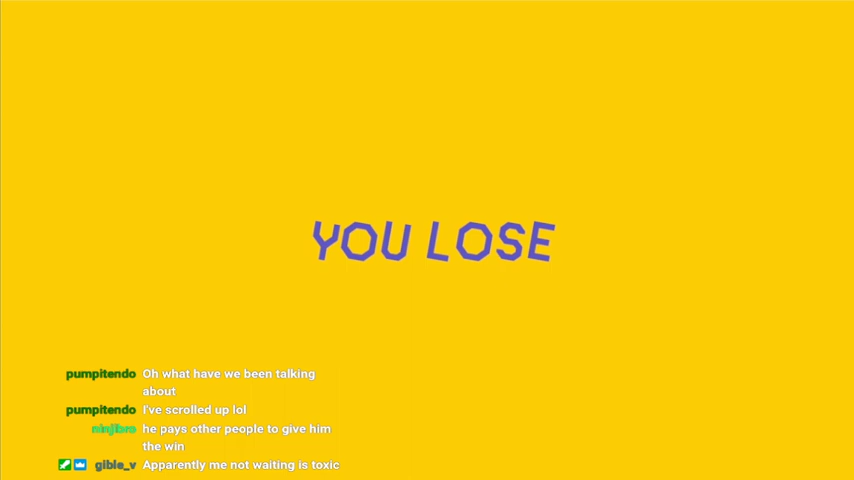 YOU LOSE
pumpitendo Oh what have we been talking
about
pumpitendo I've scrolled up lol
ninjibro he pays other people to give him
the win
gible_v Apparently me not waiting is toxic